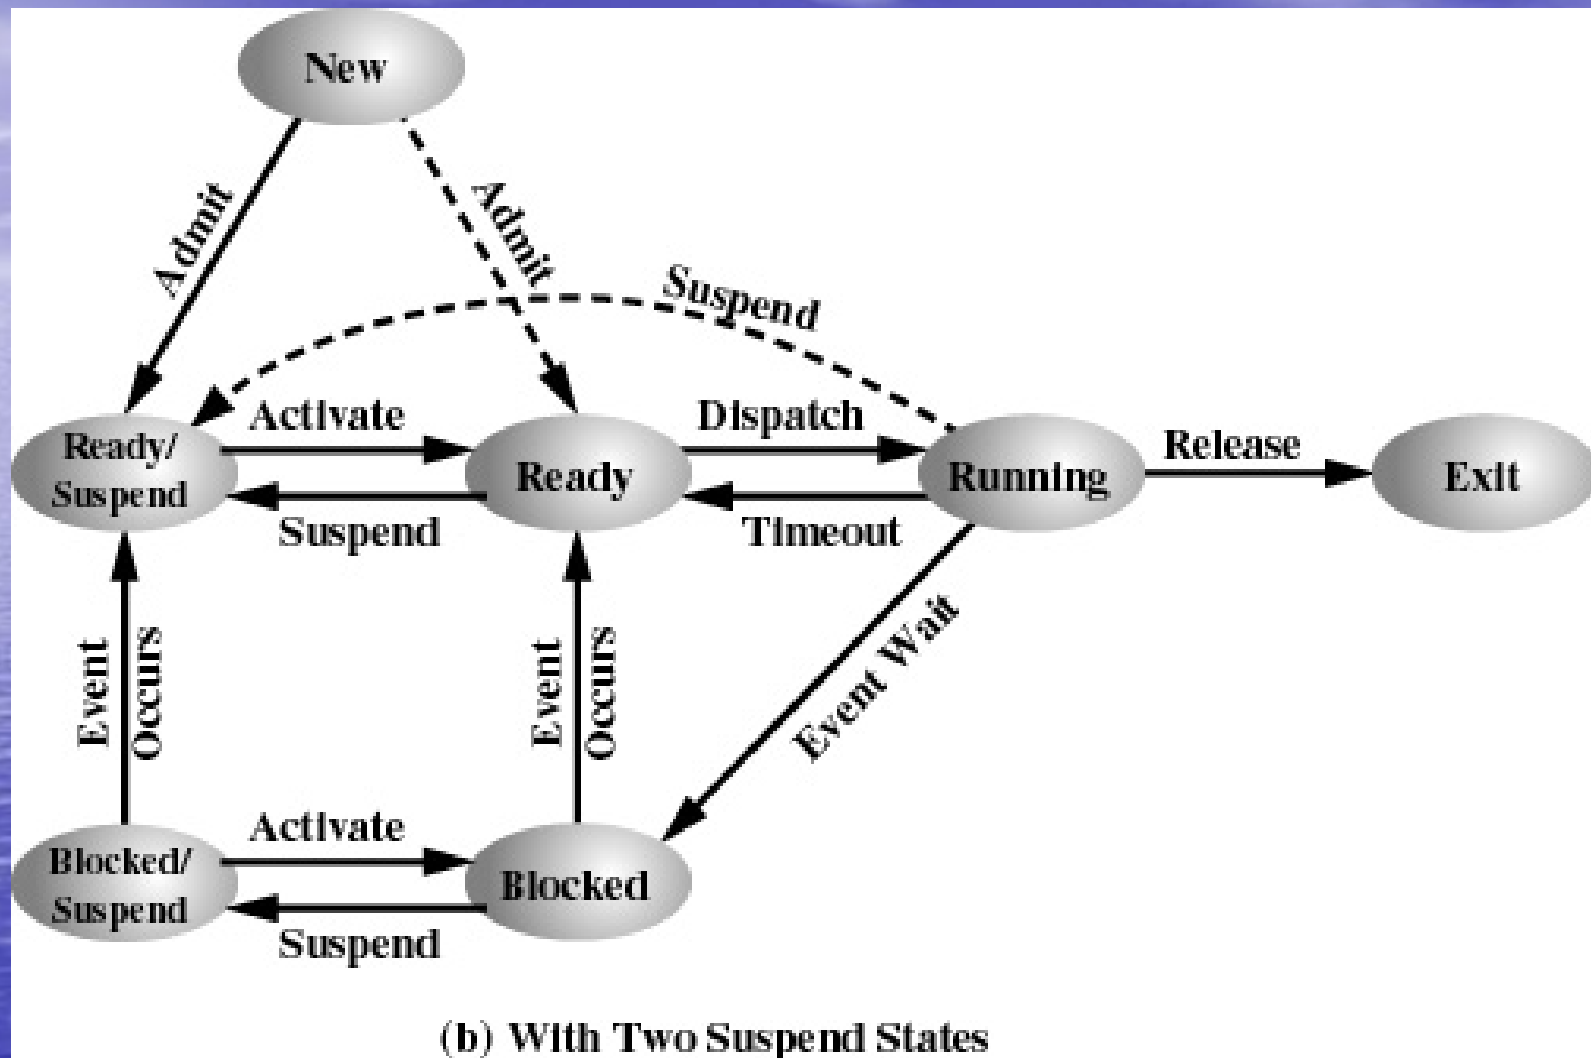 New
Admit
Admit
Suspend
Activate
Dispatch
Release
Ready/
Suspend
Ready
Running
Exit
Suspend
Timeout
Event
Occurs
Event
Occurs
Event Wait
Activate
Blocked/
Suspend
Blocked
Suspend
(b) With Two Suspend States